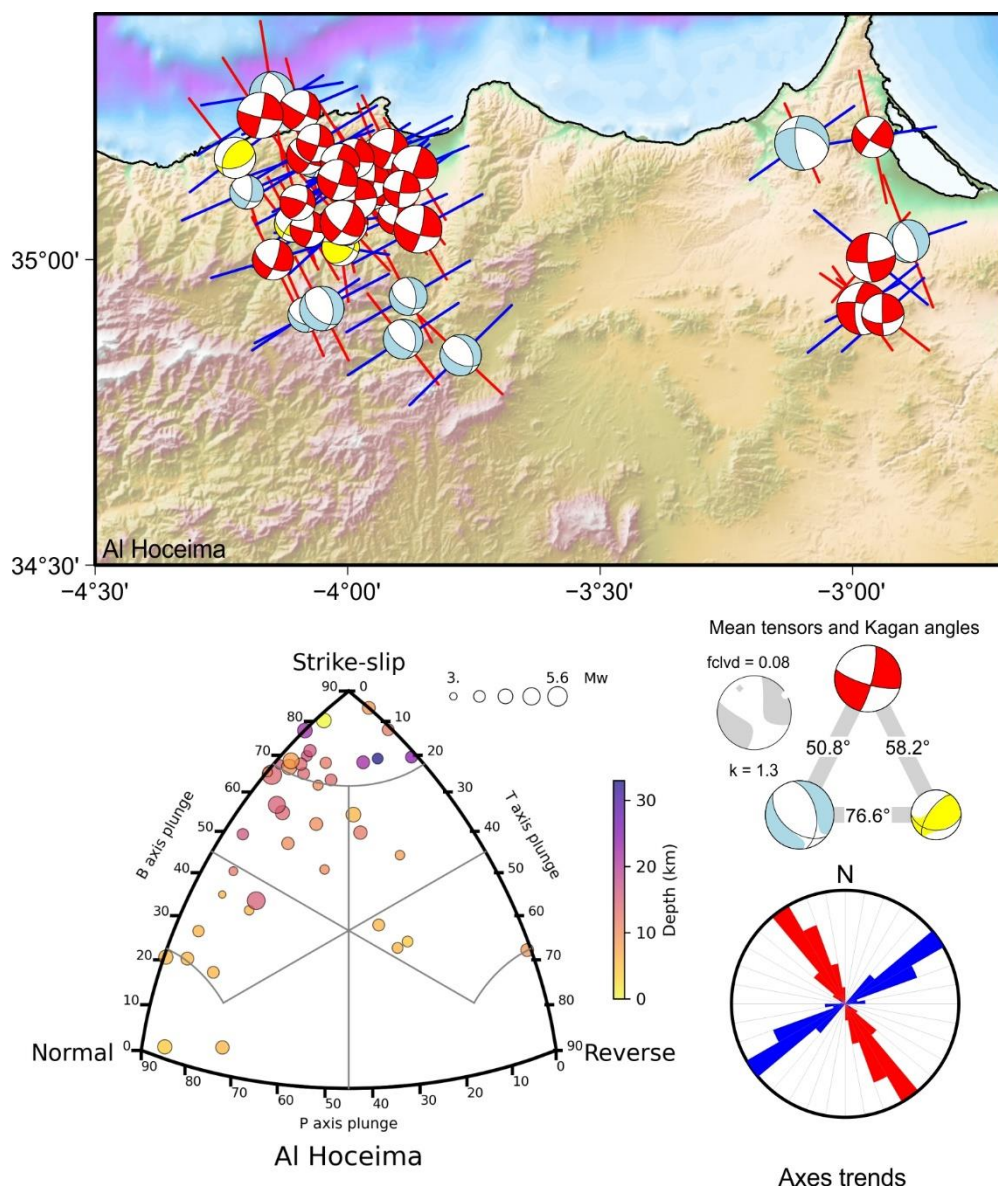 35°00'
Al Hoceima
34°30'
−4°30' −4°00' −3°30' −3°00'
Mean tensors and Kagan angles
fclvd = 0.08
50.8° 58.2°
k = 1.3
76.6°
Strike-slip
3. 5.6 Mw
90 0
80 10
70 20
60 30
50 40
40 50
30 60
20 70
10 80
0 90
B axis plunge
T axis plunge
Normal Reverse
90 80 70 60 50 40 30 20 10 0
P axis plunge
Al Hoceima
30
20
10
0
Depth (km)
N
Axes trends